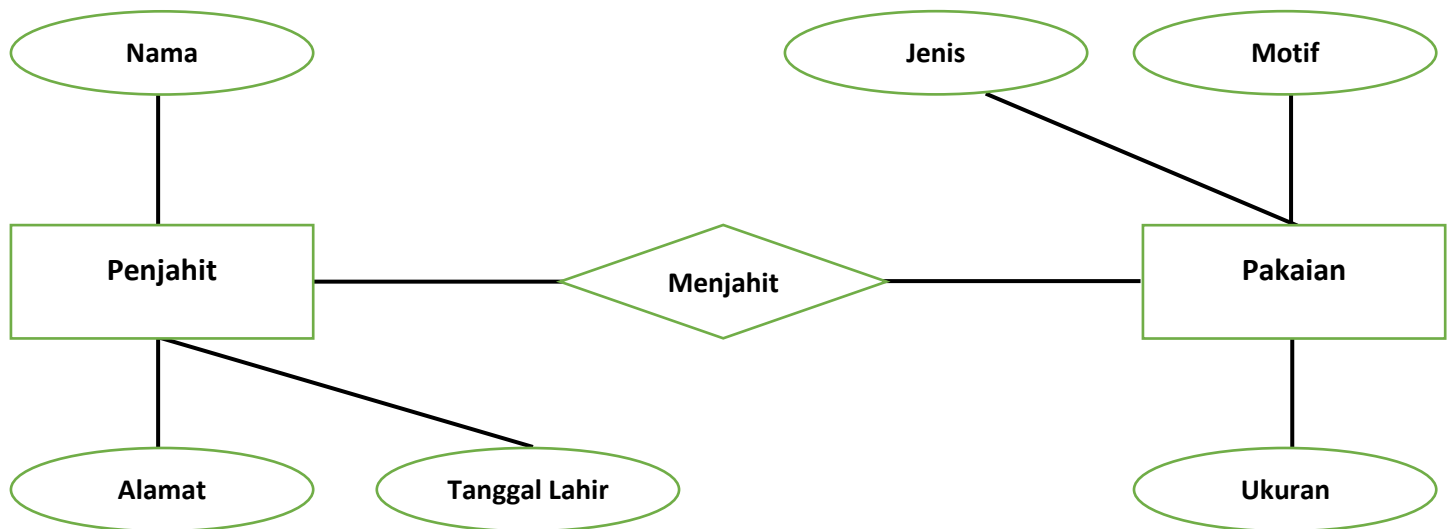 Nama
Jenis
Motif
Penjahit
Menjahit
Pakaian
Alamat
Tanggal Lahir
Ukuran